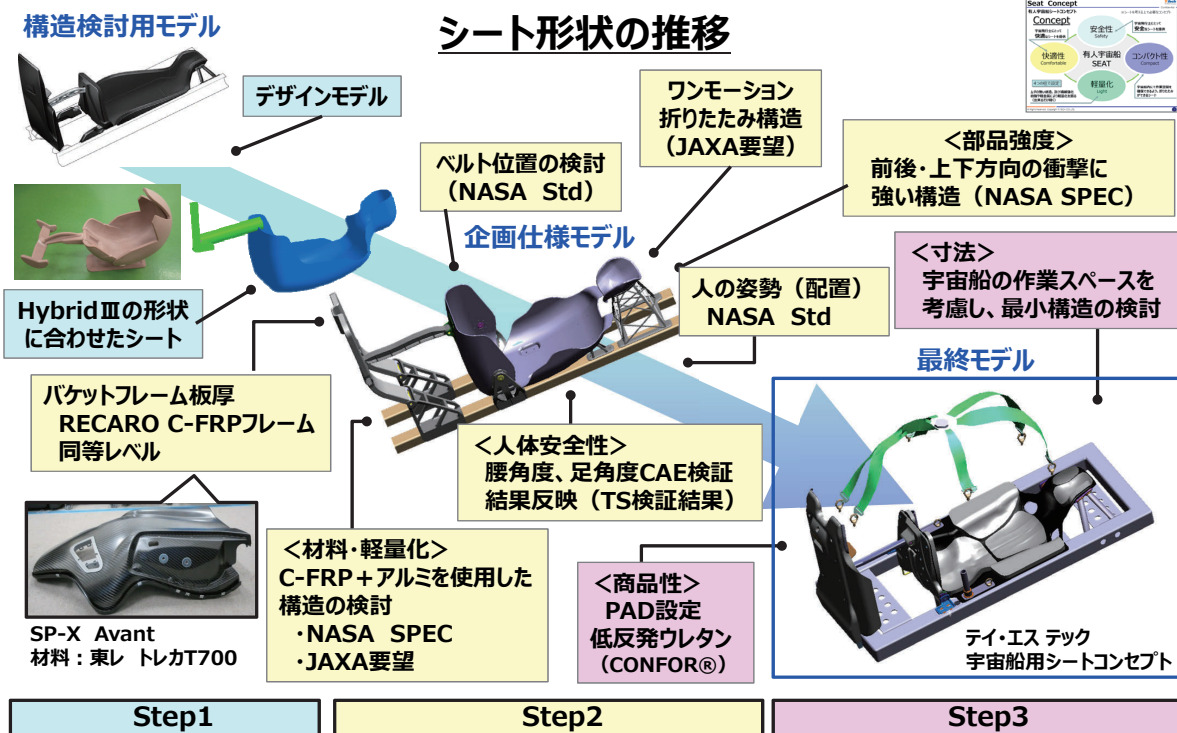 シート形状の推移
構造検討用モデル
Seat Concept
有人宇宙船シートコンセプト
Concept
快適性
Comfortable
安全性
Safety
有人宇宙船
SEAT
コンパクト性
Compact
軽量化
Light
デザインモデル
ワンモーション
折りたたみ構造
(JAXA要望)
ベルト位置の検討
(NASA Std)
<部品強度>
前後・上下方向の衝撃に
強い構造(NASA SPEC)
企画仕様モデル
<寸法>
宇宙船の作業スペースを
考慮し、最小構造の検討
人の姿勢(配置)
NASA Std
HybridⅢの形状
に合わせたシート
最終モデル
バケットフレーム板厚
RECARO C-FRPフレーム
同等レベル
<人体安全性>
腰角度、足角度CAE検証
結果反映(TS検証結果)
<材料・軽量化>
C-FRP+アルミを使用した
構造の検討
・NASA SPEC
・JAXA要望
<商品性>
PAD設定
低反発ウレタン
(CONFOR®)
SP-X Avant
材料:東レ トレカT700
テイ・エス テック
宇宙船用シートコンセプト
Step1
Step2
Step3